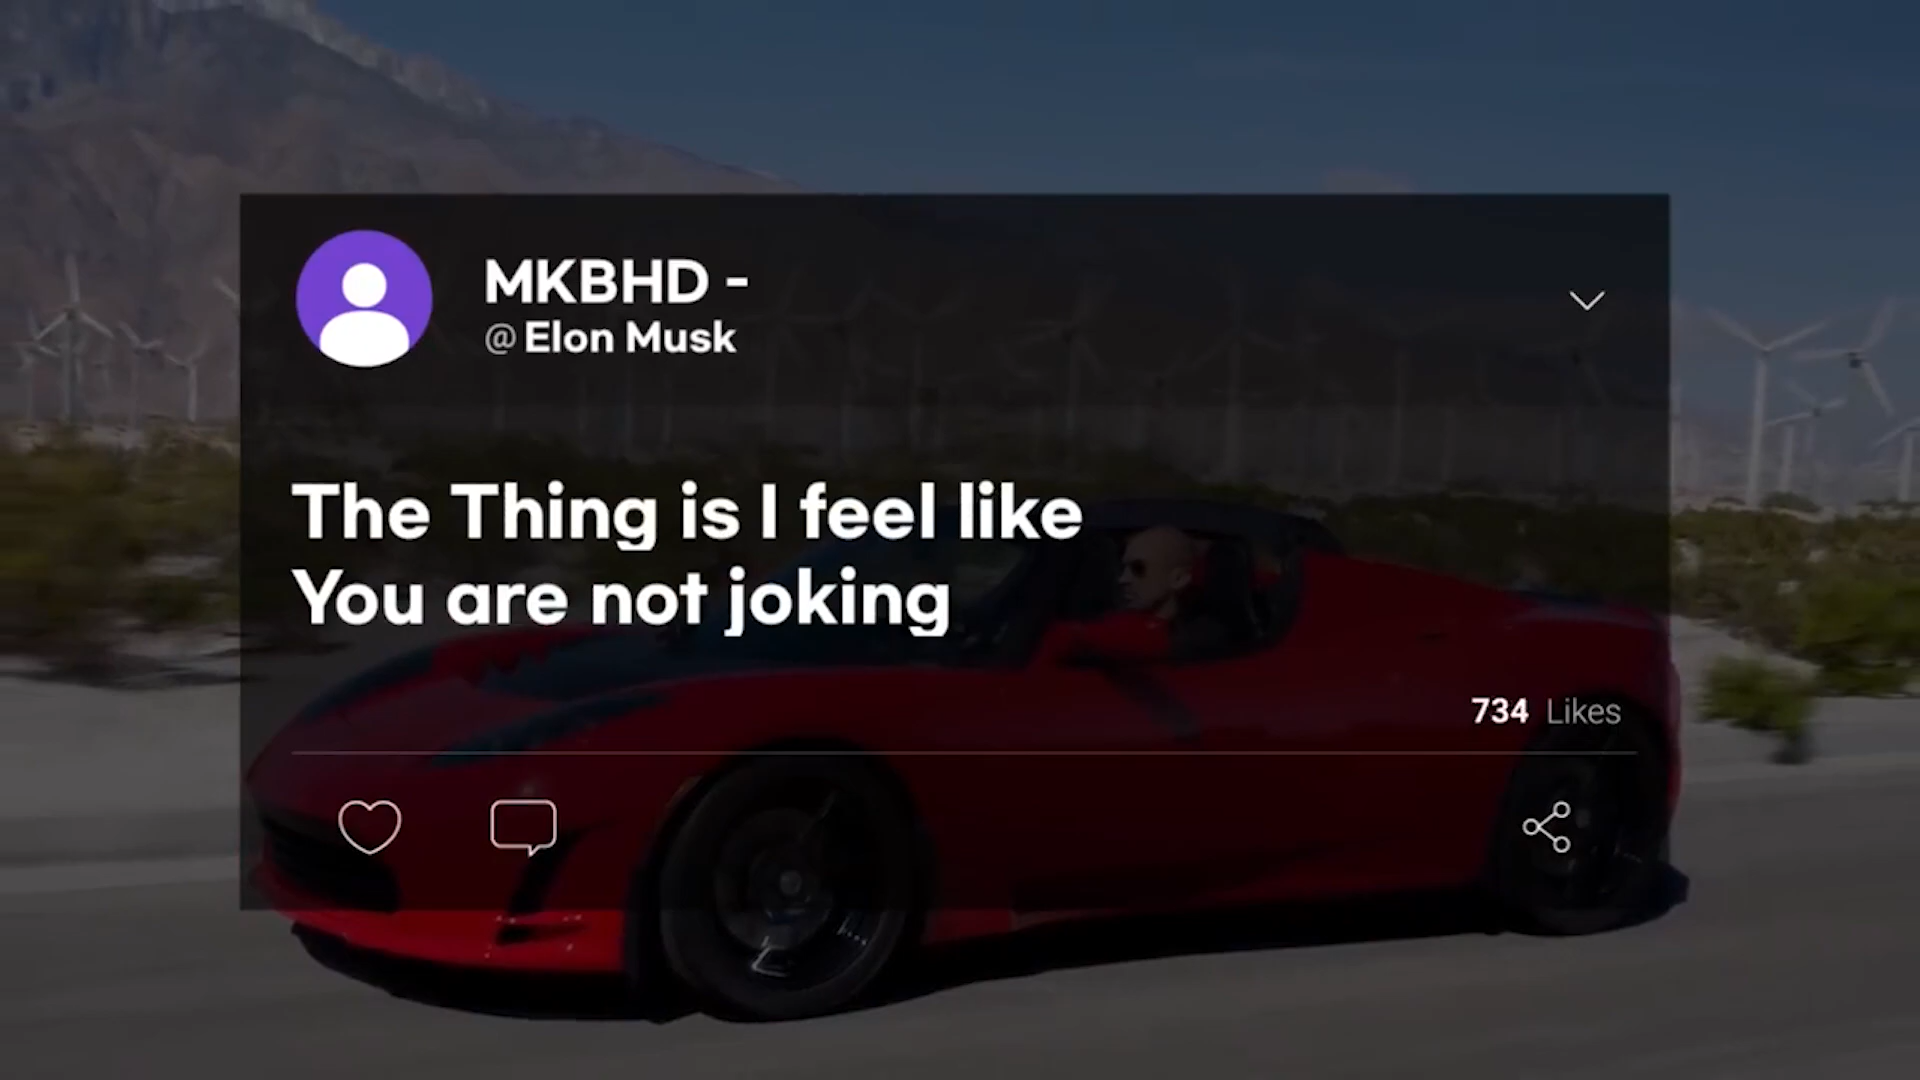 MKBHD -
@Elon Musk
The Thing is I feel like
You are not joking
734 Likes